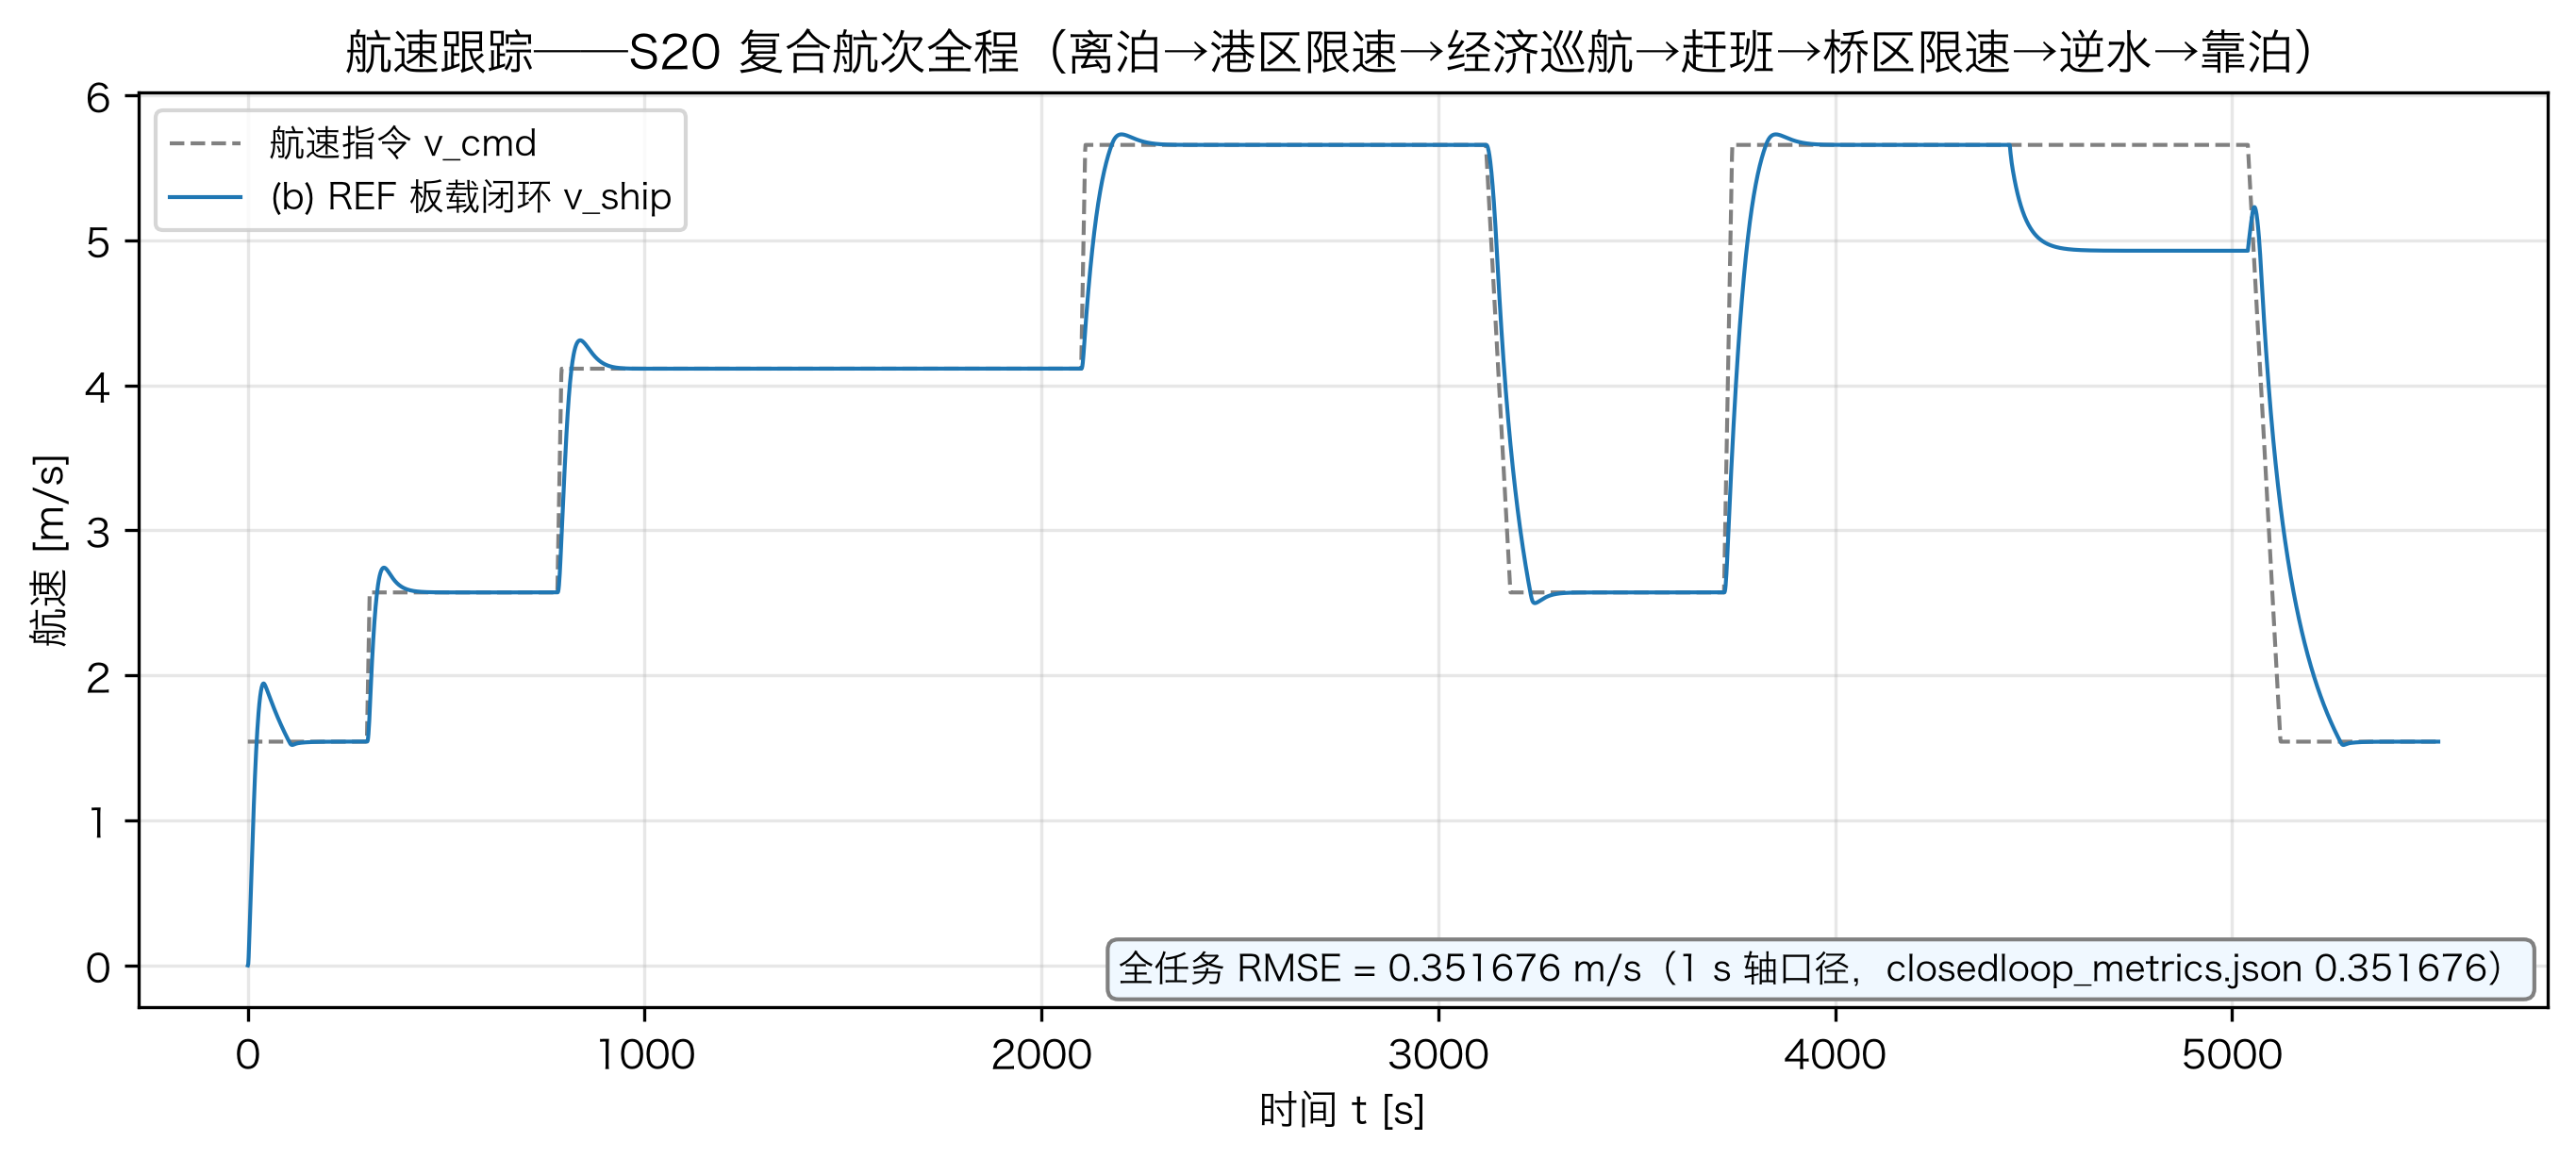 航速跟踪——S20 复合航次全程（离泊→港区限速→经济巡航→赶班→桥区限速→逆水→靠泊）
6
5
4
3
2
1
0
航速 [m/s]
航速指令 v_cmd
(b) REF 板载闭环 v_ship
全任务 RMSE = 0.351676 m/s（1 s 轴口径，closedloop_metrics.json 0.351676）
0
1000
2000
3000
4000
5000
时间 t [s]